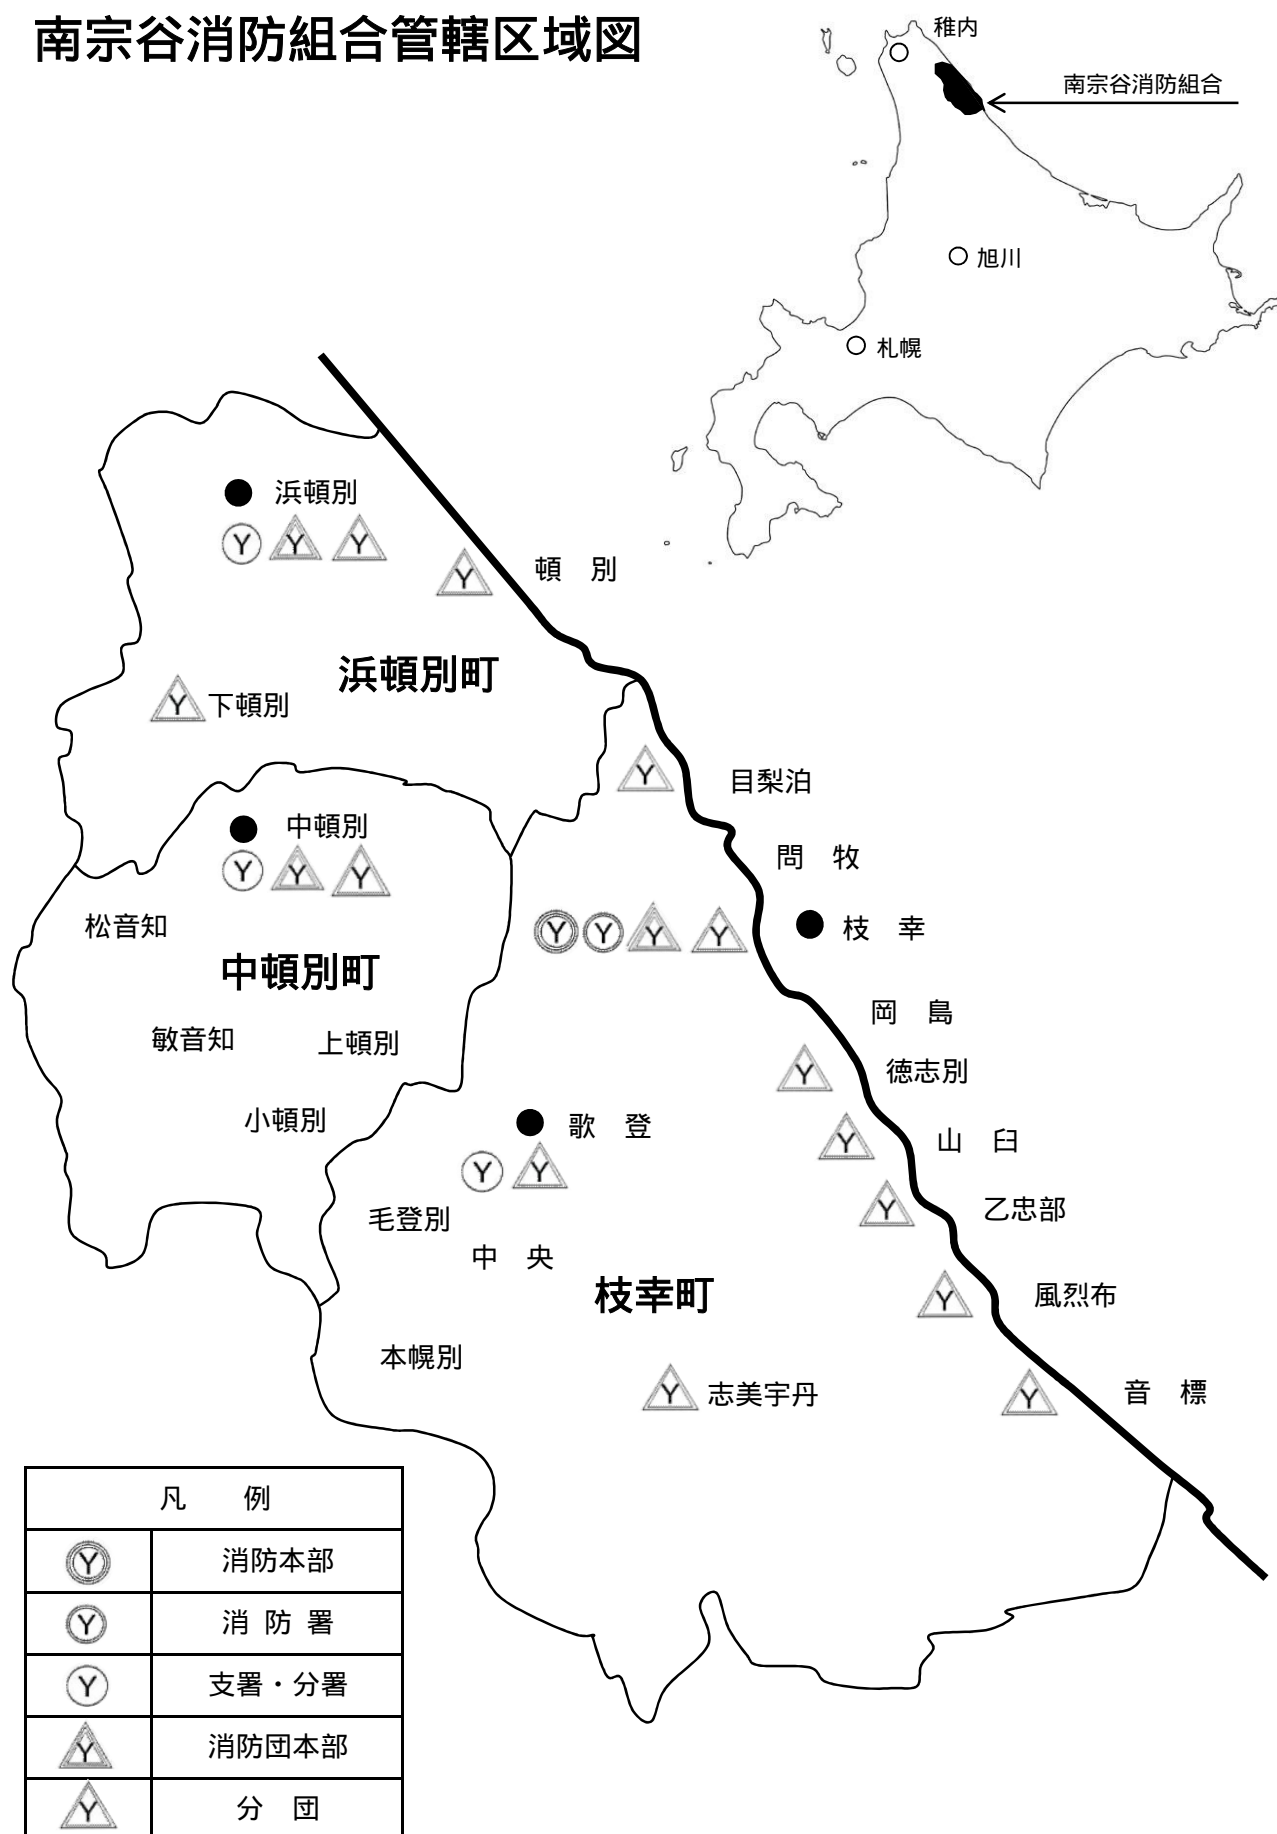 南宗谷消防組合管轄区域図
稚内
南宗谷消防組合
旭川
札幌
浜頓別
Y Y Y
Y
頓 別
浜頓別町
Y 下頓別
Y
目梨泊
中頓別
Y Y Y
問 牧
松音知
Y Y Y Y
枝 幸
中頓別町
岡 島
敏音知
上頓別
Y
徳志別
小頓別
歌 登
Y
山 臼
Y Y
毛登別
Y
乙忠部
中 央
枝幸町
Y
風烈布
本幌別
Y 志美宇丹
Y
音 標
凡 例
Y 消防本部
Y 消 防 署
Y 支署・分署
Y 消防団本部
Y 分 団